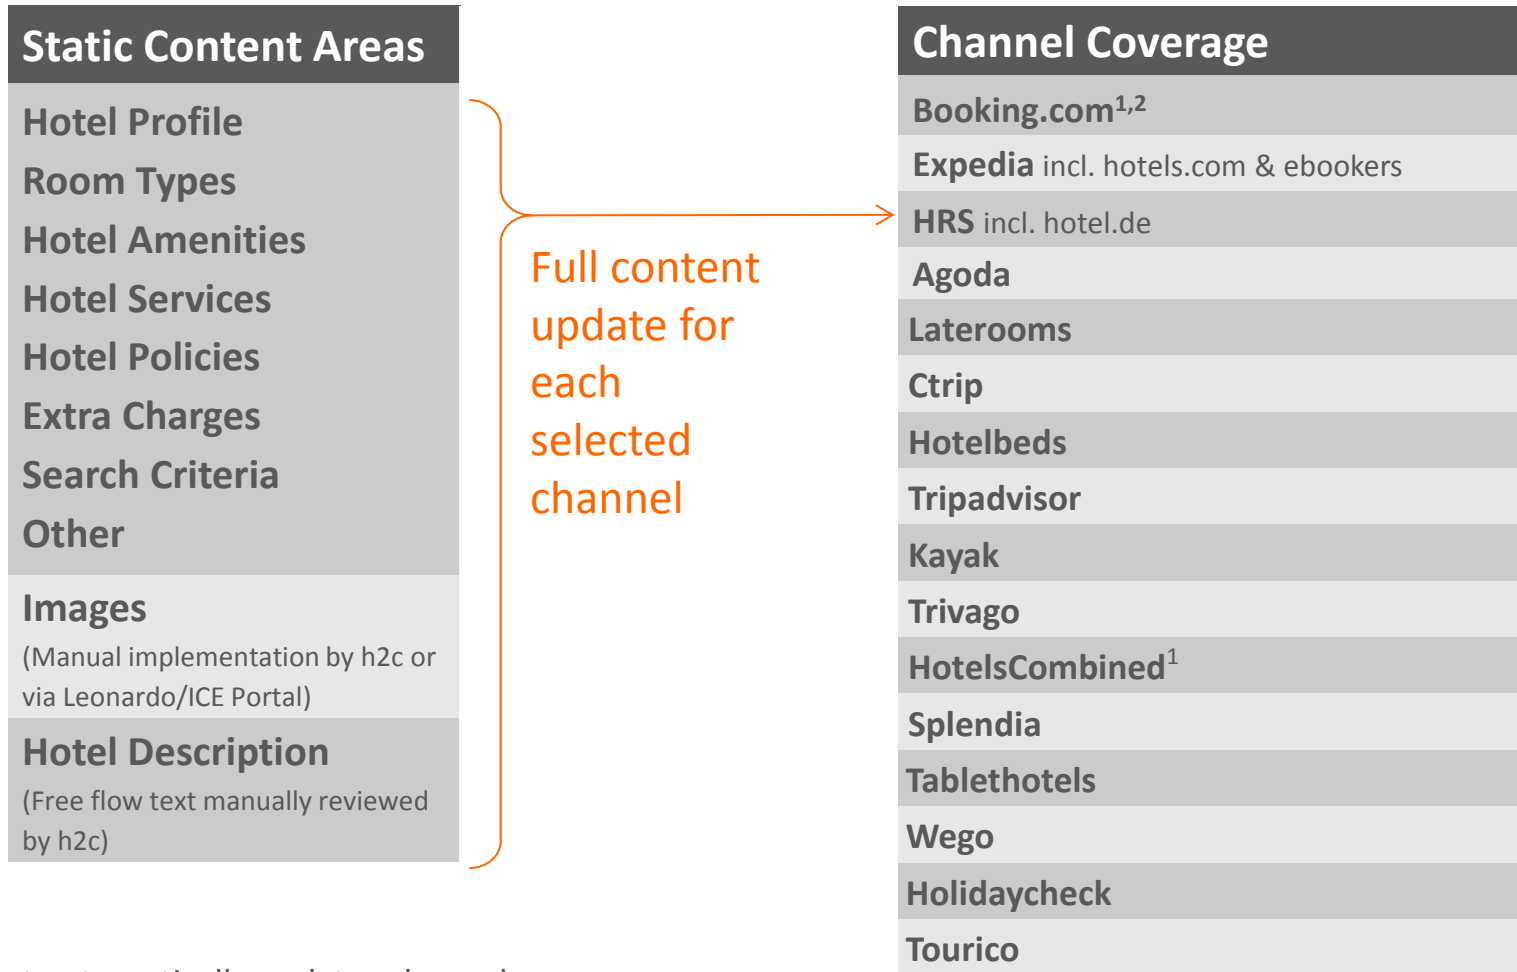 Static Content Areas
Hotel Profile
Room Types
Hotel Amenities
Hotel Services
Hotel Policies
Extra Charges
Search Criteria
Other
Images
(Manual implementation by h2c or
via Leonardo/ICE Portal)
Hotel Description
(Free flow text manually reviewed
by h2c)
Full content
update for
each
selected
channel
Channel Coverage
Booking.com1,2
Expedia incl. hotels.com & ebookers
HRS incl. hotel.de
Agoda
Laterooms
Ctrip
Hotelbeds
Tripadvisor
Kayak
Trivago
HotelsCombined1
Splendia
Tablethotels
Wego
Holidaycheck
Tourico